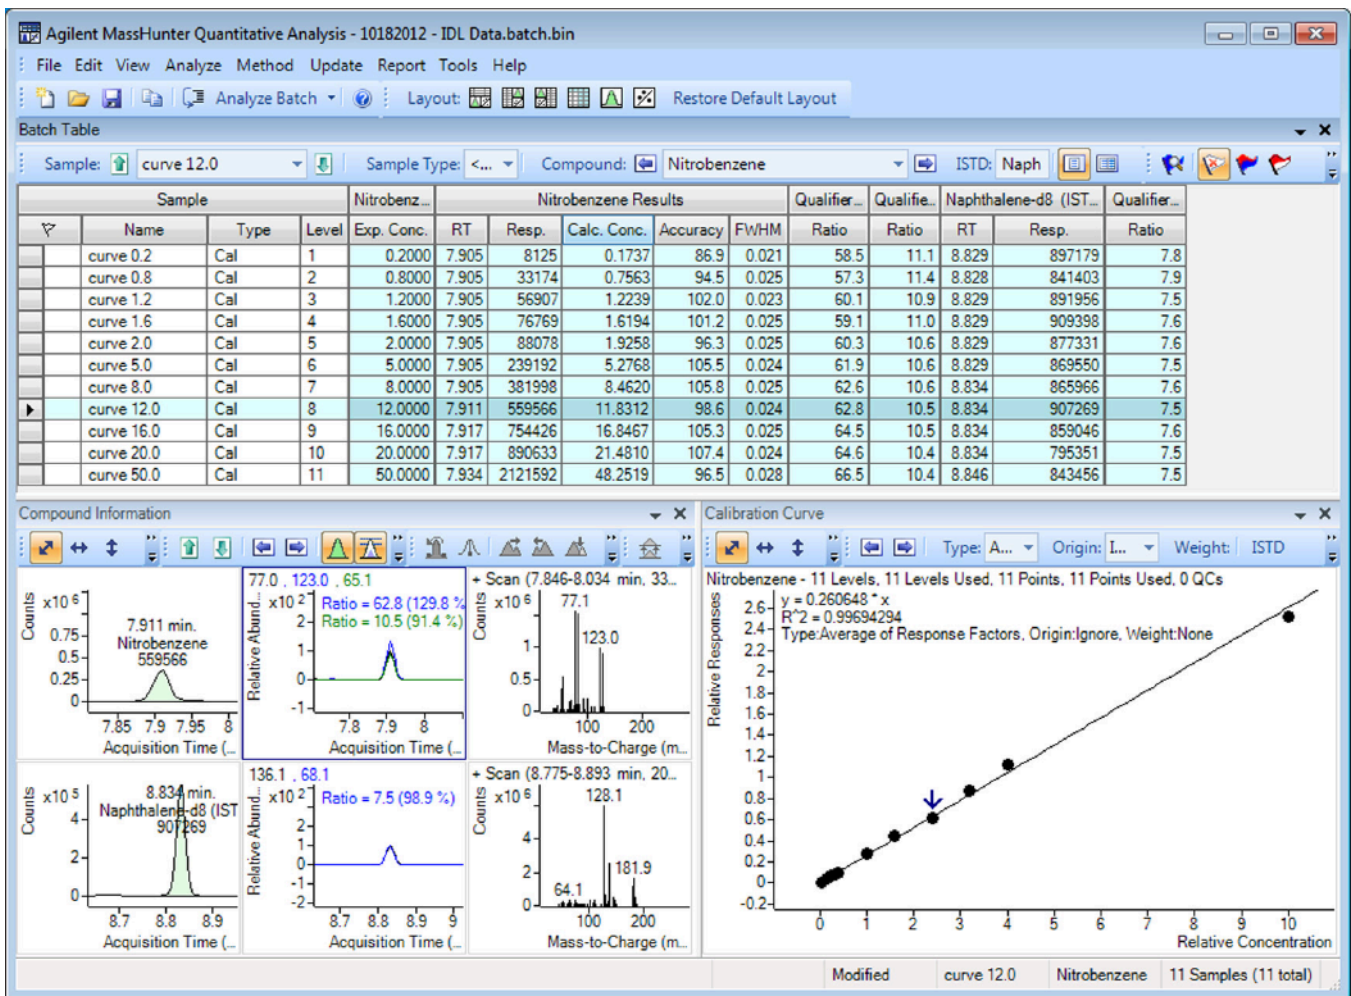 Agilent MassHunter Quantitative Analysis - 10182012 - IDL Data.batch.bin
File Edit View Analyze Method Update Report Tools Help
Analyze Batch Layout: Restore Default Layout
Batch Table
Sample: curve 12.0 Sample Type: <... Compound: Nitrobenzene ISTD: Naph
Sample Nitrobenz... Nitrobenzene Results Qualifier... Qualifie... Naphthalene-d8 (IST... Qualifier...
Name Type Level Exp. Conc. RT Resp. Calc. Conc. Accuracy FWHM Ratio Ratio RT Resp. Ratio
curve 0.2 Cal 1 0.2000 7.905 8125 0.1737 86.9 0.021 58.5 11.1 8.829 897179 7.8
curve 0.8 Cal 2 0.8000 7.905 33174 0.7563 94.5 0.025 57.3 11.4 8.828 841403 7.9
curve 1.2 Cal 3 1.2000 7.905 56907 1.2239 102.0 0.023 60.1 10.9 8.829 891956 7.5
curve 1.6 Cal 4 1.6000 7.905 76769 1.6194 101.2 0.025 59.1 11.0 8.829 909398 7.6
curve 2.0 Cal 5 2.0000 7.905 88078 1.9258 96.3 0.025 60.3 10.6 8.829 877331 7.6
curve 5.0 Cal 6 5.0000 7.905 239192 5.2768 105.5 0.024 61.9 10.6 8.829 869550 7.5
curve 8.0 Cal 7 8.0000 7.905 381998 8.4620 105.8 0.025 62.6 10.6 8.834 865966 7.6
curve 12.0 Cal 8 12.0000 7.911 559566 11.8312 98.6 0.024 62.8 10.5 8.834 907269 7.5
curve 16.0 Cal 9 16.0000 7.917 754426 16.8467 105.3 0.025 64.5 10.5 8.834 859046 7.6
curve 20.0 Cal 10 20.0000 7.917 890633 21.4810 107.4 0.024 64.6 10.4 8.834 795351 7.5
curve 50.0 Cal 11 50.0000 7.934 2121592 48.2519 96.5 0.028 66.5 10.4 8.846 843456 7.5
Compound Information
77.0 , 123.0 , 65.1
+ Scan (7.846-8.034 min, 33...
Counts
x10 6
0.75
0.5
0.25
0
7.911 min.
Nitrobenzene
559566
7.85 7.9 7.95 8
Acquisition Time (...
Relative Abund...
x10 2
2
1
0
-1
Ratio = 62.8 (129.8 %
Ratio = 10.5 (91.4 %)
7.8 7.9 8
Acquisition Time (...
Counts
x10 6
1
0.5
0
77.1
123.0
100 200
Mass-to-Charge (m...
136.1 , 68.1
+ Scan (8.775-8.893 min, 20...
Counts
x10 5
4
2
0
8.834 min.
Naphthalene-d8 (IST
907269
8.7 8.8 8.9
Acquisition Time (...
Relative Abund...
x10 2
2
1
0
-1
-2
Ratio = 7.5 (98.9 %)
8.7 8.8 8.9 9
Acquisition Time (...
Counts
x10 6
4
2
0
128.1
181.9
64.1
100 200
Mass-to-Charge (m...
Calibration Curve
Type: A... Origin: I... Weight: ISTD
Nitrobenzene - 11 Levels, 11 Levels Used, 11 Points, 11 Points Used, 0 QCs
y = 0.260648 * x
R^2 = 0.99694294
Type:Average of Response Factors, Origin:Ignore, Weight:None
Relative Responses
2.6
2.4
2.2
2
1.8
1.6
1.4
1.2
1
0.8
0.6
0.4
0.2
0
-0.2
0 1 2 3 4 5 6 7 8 9 10
Relative Concentration
Modified curve 12.0 Nitrobenzene 11 Samples (11 total)